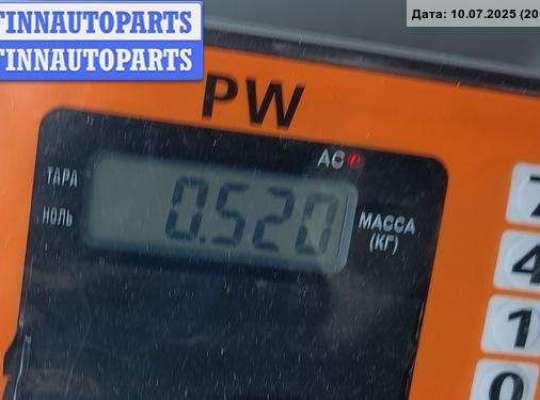 Дата: 10.07.2025 (20
FINNAUTOPARTS
FINNAUTOPARTS
PW
AC
ТАРА
0.520
НОЛЬ
МАССА
(КГ)
7
4
1
0